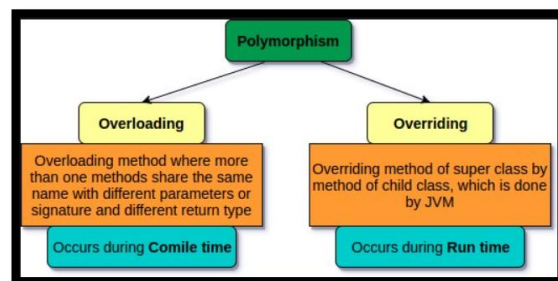 Polymorphism
Overloading
Overloading method where more
than one methods share the same
name with different parameters or
signature and different return type
Occurs during Comile time
Overriding
Overriding method of super class by
method of child class, which is done
by JVM
Occurs during Run time